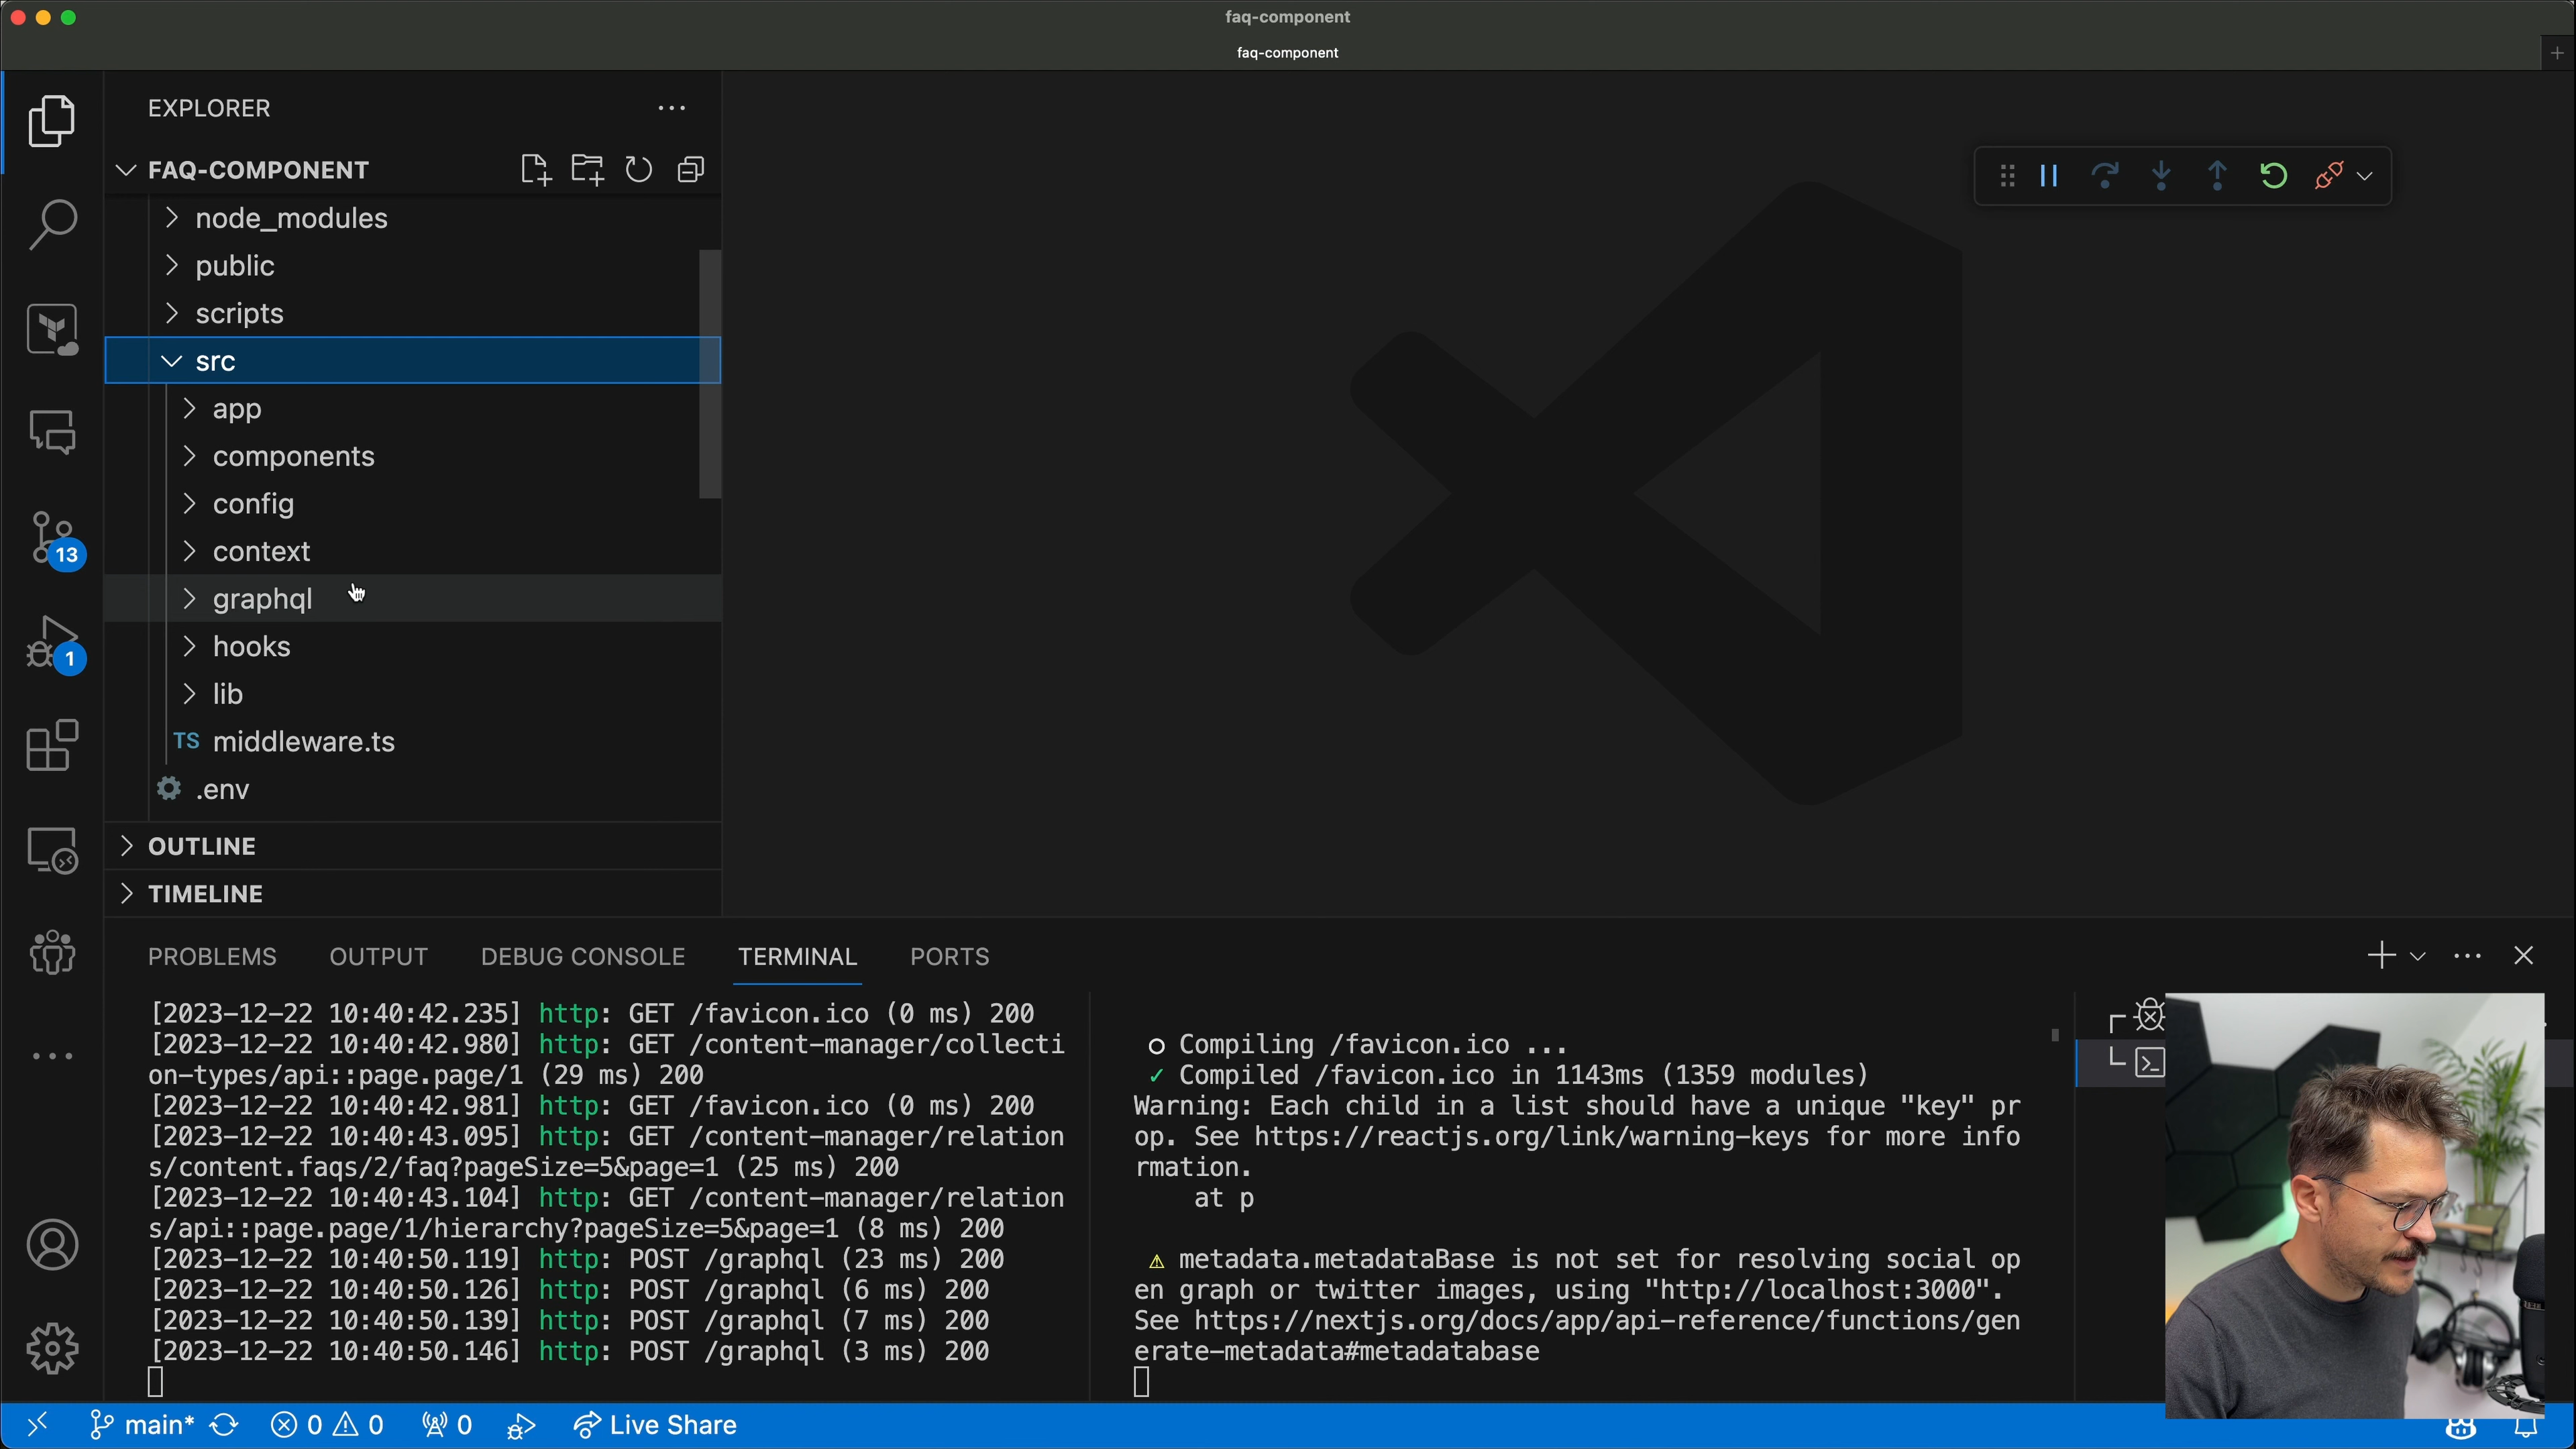 faq-component
faq-component
EXPLORER
FAQ-COMPONENT
node_modules
public
scripts
src
app
components
config
context
graphql
hooks
lib
TS middleware.ts
.env
OUTLINE
TIMELINE
13
1
PROBLEMS OUTPUT DEBUG CONSOLE TERMINAL PORTS
[2023-12-22 10:40:42.235] http: GET /favicon.ico (0 ms) 200
[2023-12-22 10:40:42.980] http: GET /content-manager/collecti
on-types/api::page.page/1 (29 ms) 200
[2023-12-22 10:40:42.981] http: GET /favicon.ico (0 ms) 200
[2023-12-22 10:40:43.095] http: GET /content-manager/relation
s/content.faqs/2/faq?pageSize=5&page=1 (25 ms) 200
[2023-12-22 10:40:43.104] http: GET /content-manager/relation
s/api::page.page/1/hierarchy?pageSize=5&page=1 (8 ms) 200
[2023-12-22 10:40:50.119] http: POST /graphql (23 ms) 200
[2023-12-22 10:40:50.126] http: POST /graphql (6 ms) 200
[2023-12-22 10:40:50.139] http: POST /graphql (7 ms) 200
[2023-12-22 10:40:50.146] http: POST /graphql (3 ms) 200
○ Compiling /favicon.ico ...
✓ Compiled /favicon.ico in 1143ms (1359 modules)
Warning: Each child in a list should have a unique "key" pr
op. See https://reactjs.org/link/warning-keys for more info
rmation.
at p
⚠ metadata.metadataBase is not set for resolving social op
en graph or twitter images, using "http://localhost:3000".
See https://nextjs.org/docs/app/api-reference/functions/gen
erate-metadata#metadatabase
main* 0 0 0 Live Share